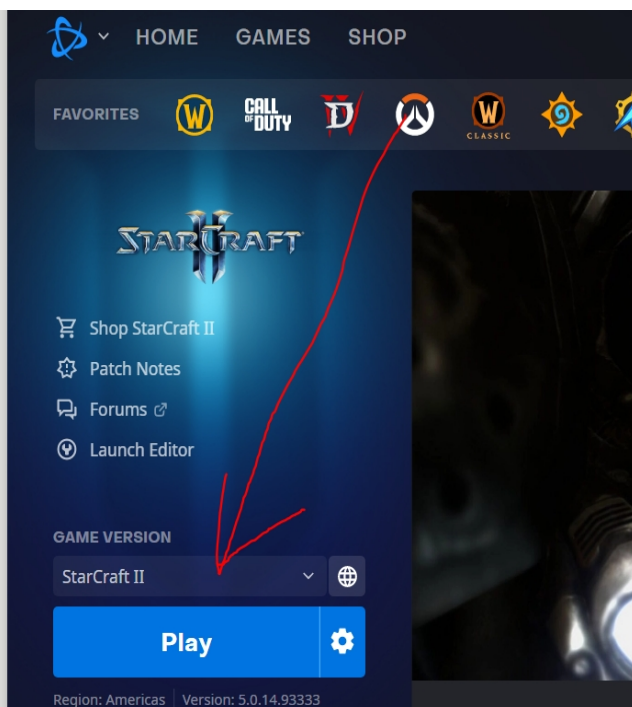 HOME GAMES SHOP
FAVORITES W CALL OF DUTY D W CLASSIC
STARCRAFT II
Shop StarCraft II
Patch Notes
Forums
Launch Editor
GAME VERSION
StarCraft II
Play
Region: Americas Version: 5.0.14.93333